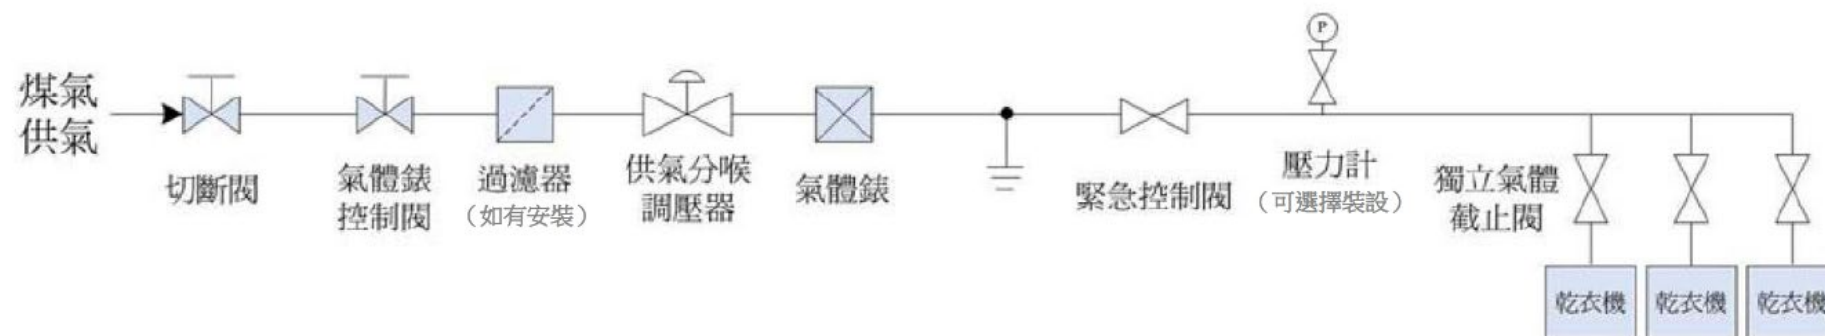 煤氣
供氣
切斷閥
氣體錶
控制閥
過濾器
（如有安裝）
供氣分喉
調壓器
氣體錶
緊急控制閥
P
壓力計
（可選擇裝設）
獨立氣體
截止閥
乾衣機
乾衣機
乾衣機